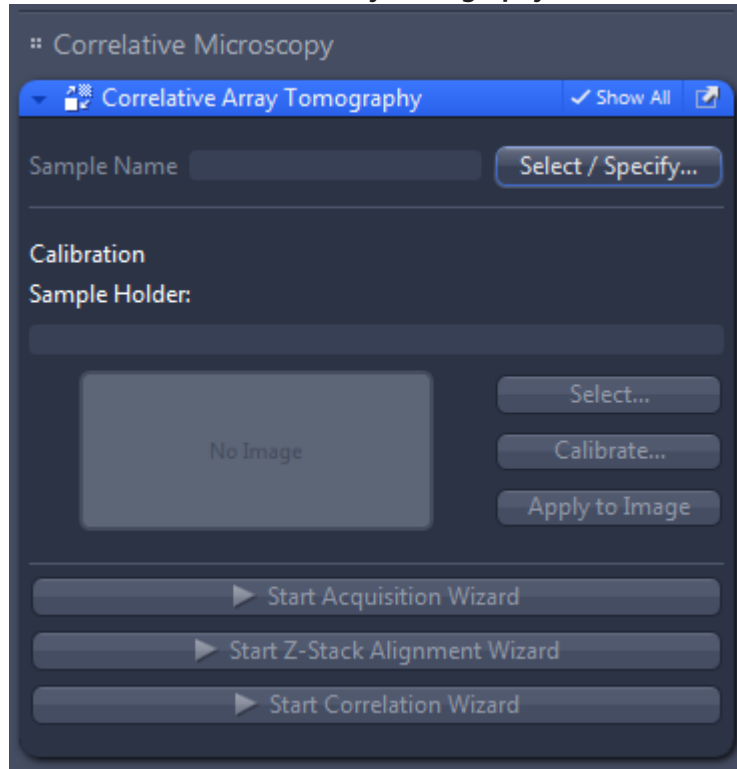 Correlative Microscopy
Correlative Array Tomography Show All
Sample Name Select / Specify...
Calibration
Sample Holder:
Select...
No Image Calibrate...
Apply to Image
Start Acquisition Wizard
Start Z-Stack Alignment Wizard
Start Correlation Wizard